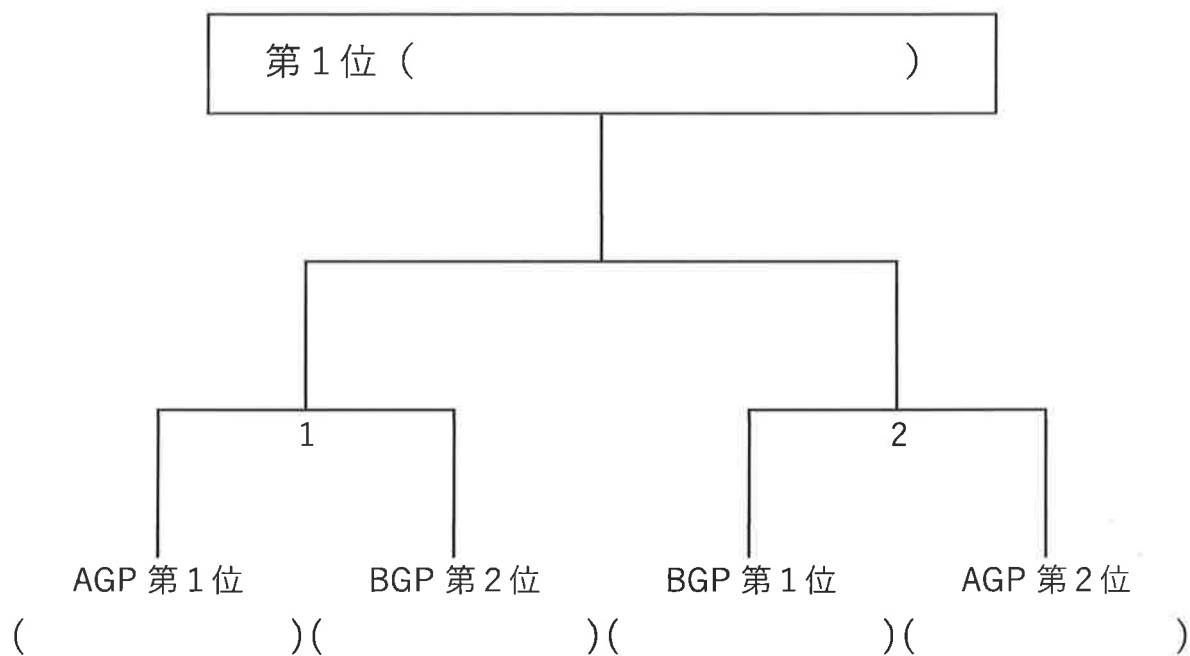 第1位（　　　　　　　　　　）
1
2
AGP 第1位
BGP 第2位
BGP 第1位
AGP 第2位
(　　　　　　)(　　　　　　)(　　　　　　)(　　　　　　)